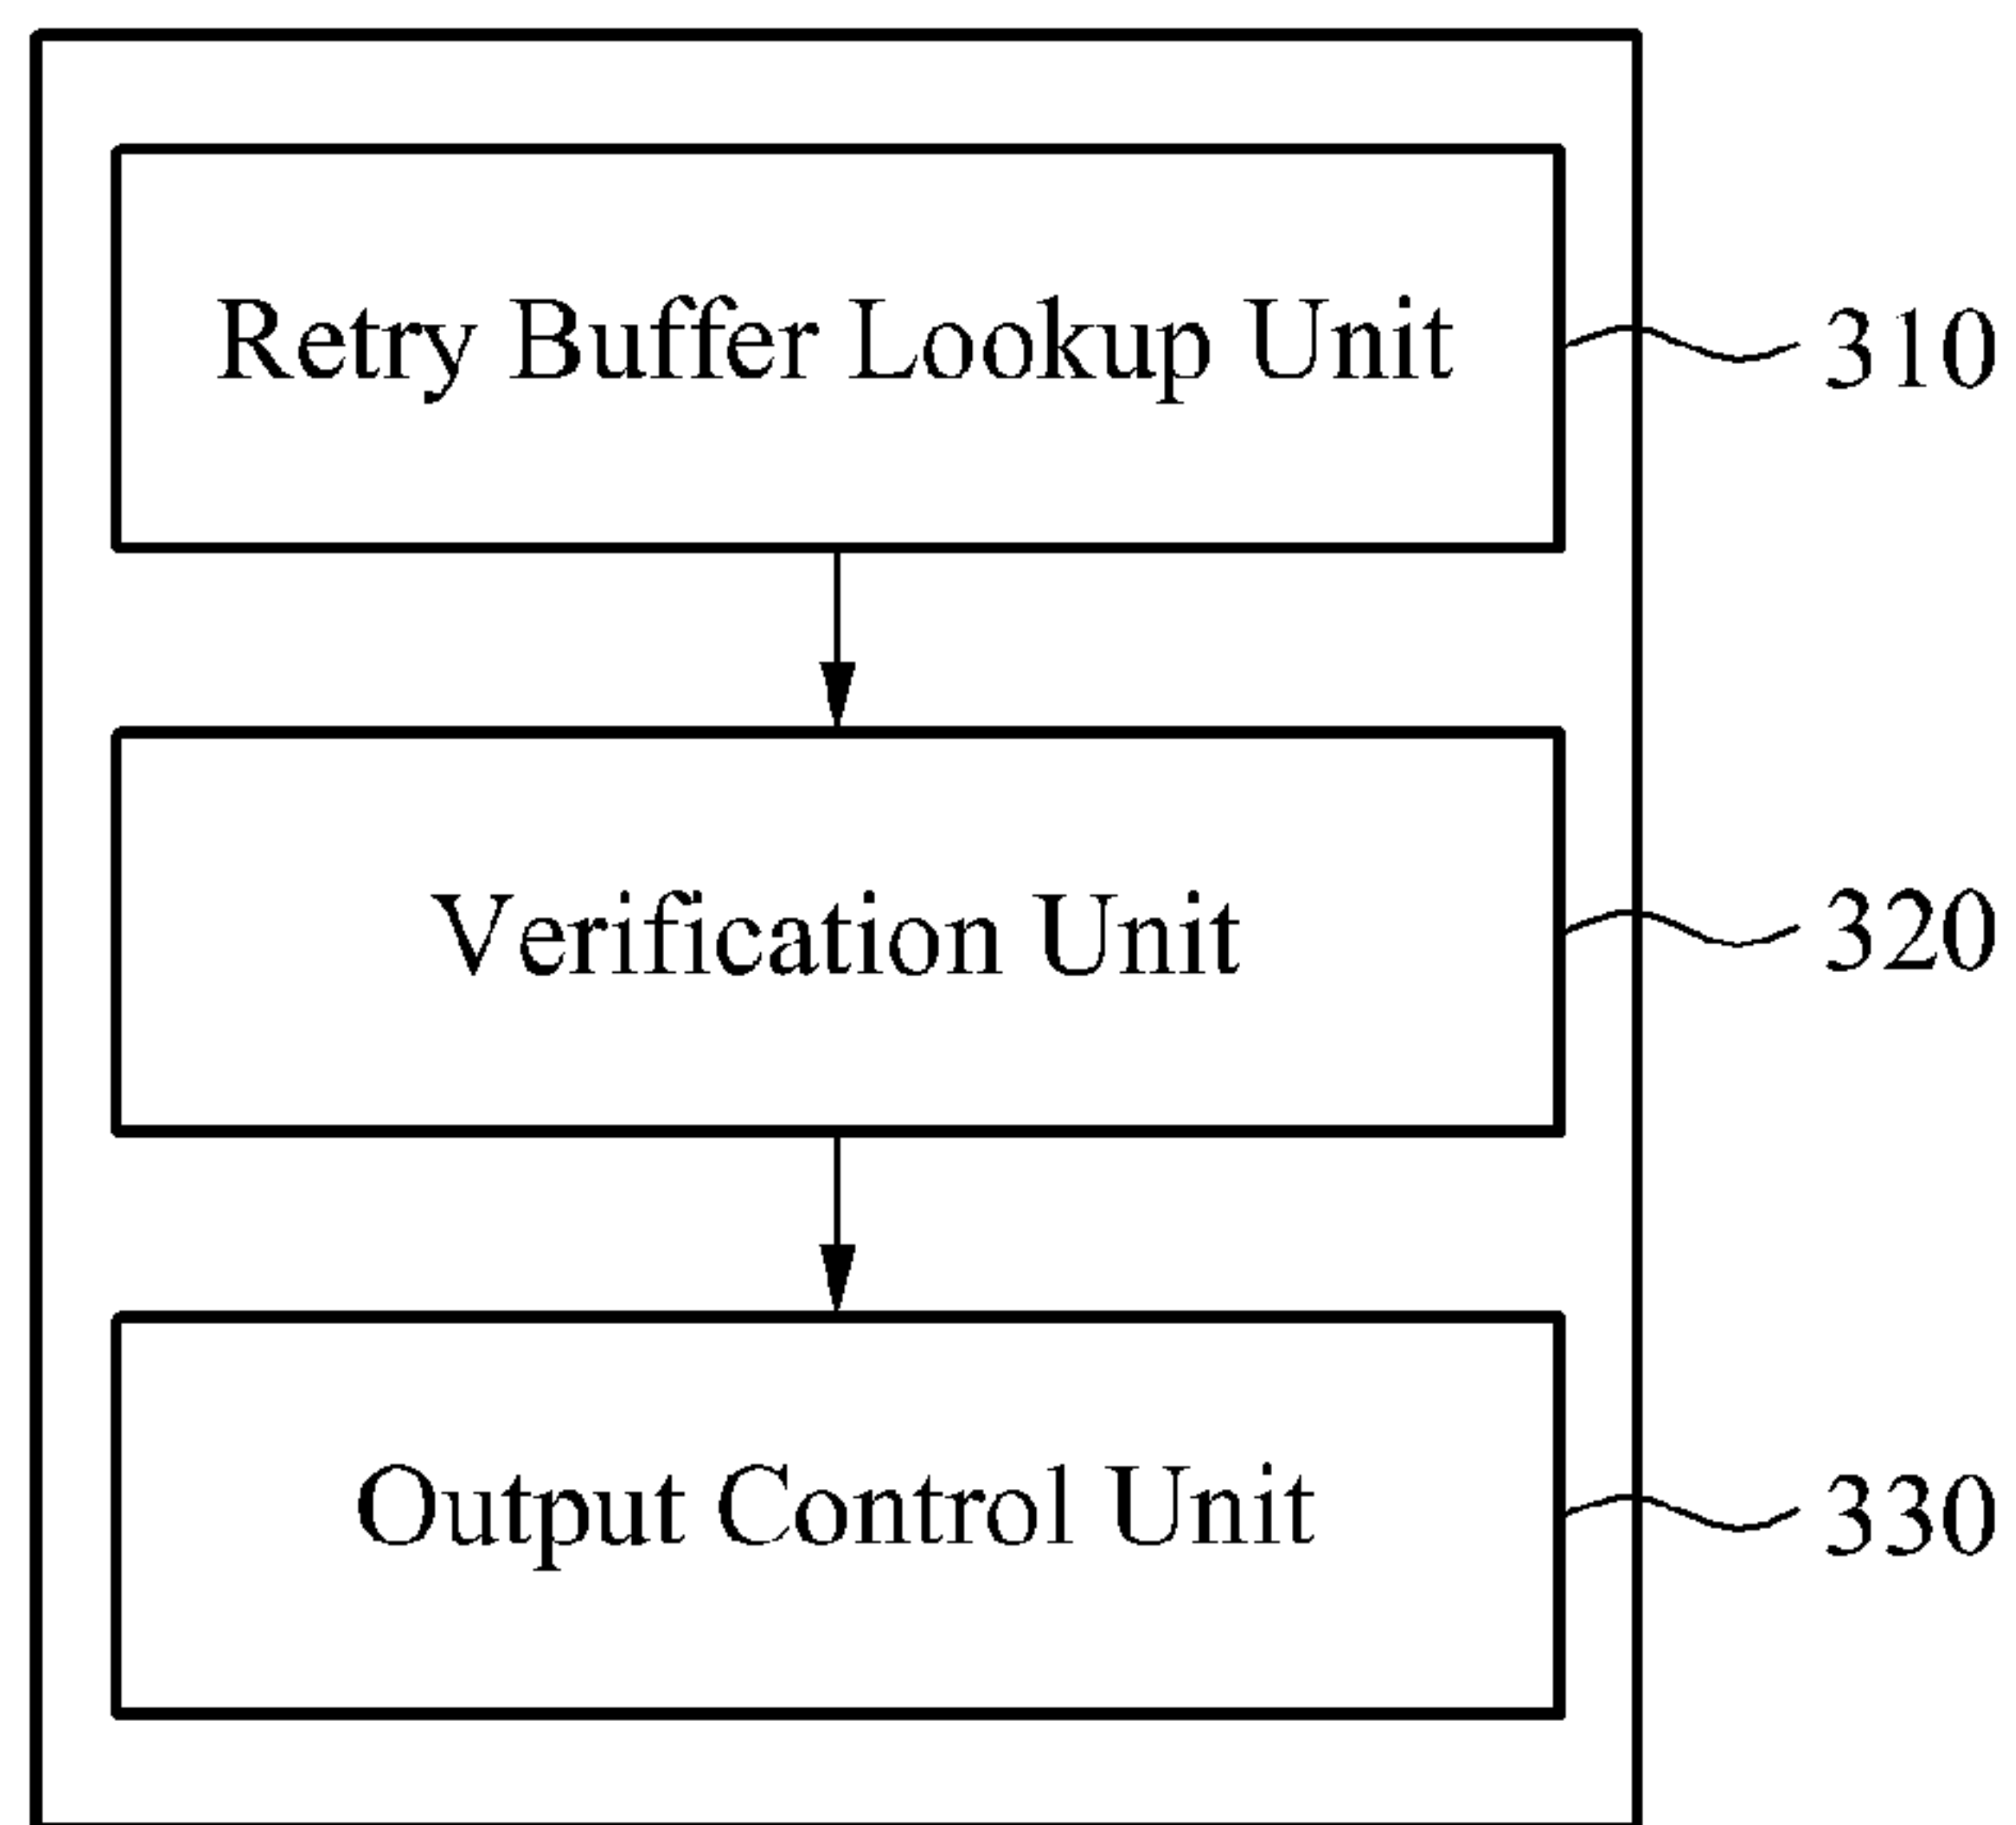 Retry Buffer Lookup Unit
310
Verification Unit
320
Output Control Unit
330